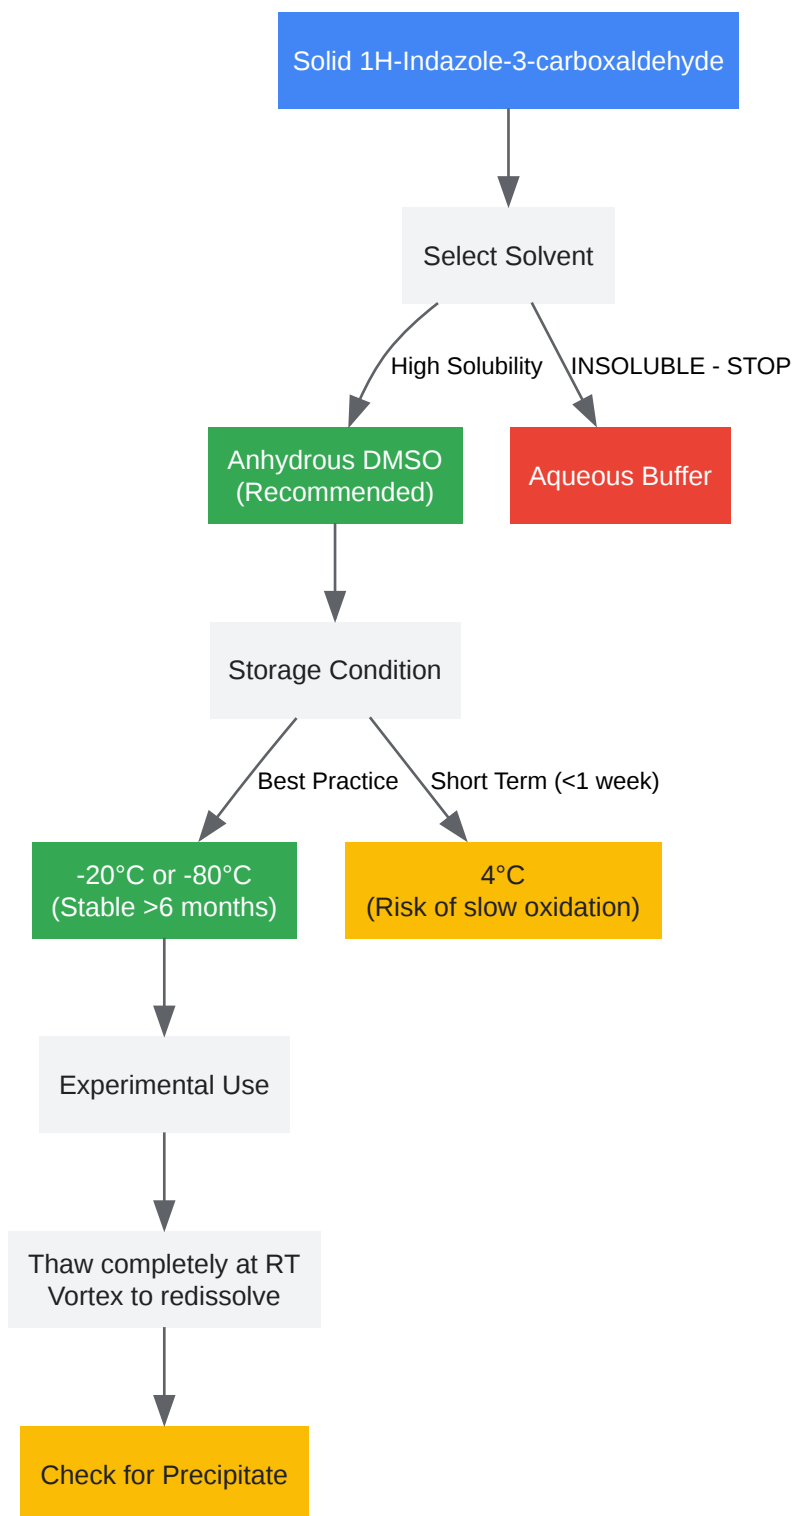 Solid 1H-Indazole-3-carboxaldehyde
Select Solvent
High Solubility
INSOLUBLE - STOP
Anhydrous DMSO
(Recommended)
Aqueous Buffer
Storage Condition
Best Practice
Short Term (<1 week)
-20°C or -80°C
(Stable >6 months)
4°C
(Risk of slow oxidation)
Experimental Use
Thaw completely at RT
Vortex to redissolve
Check for Precipitate